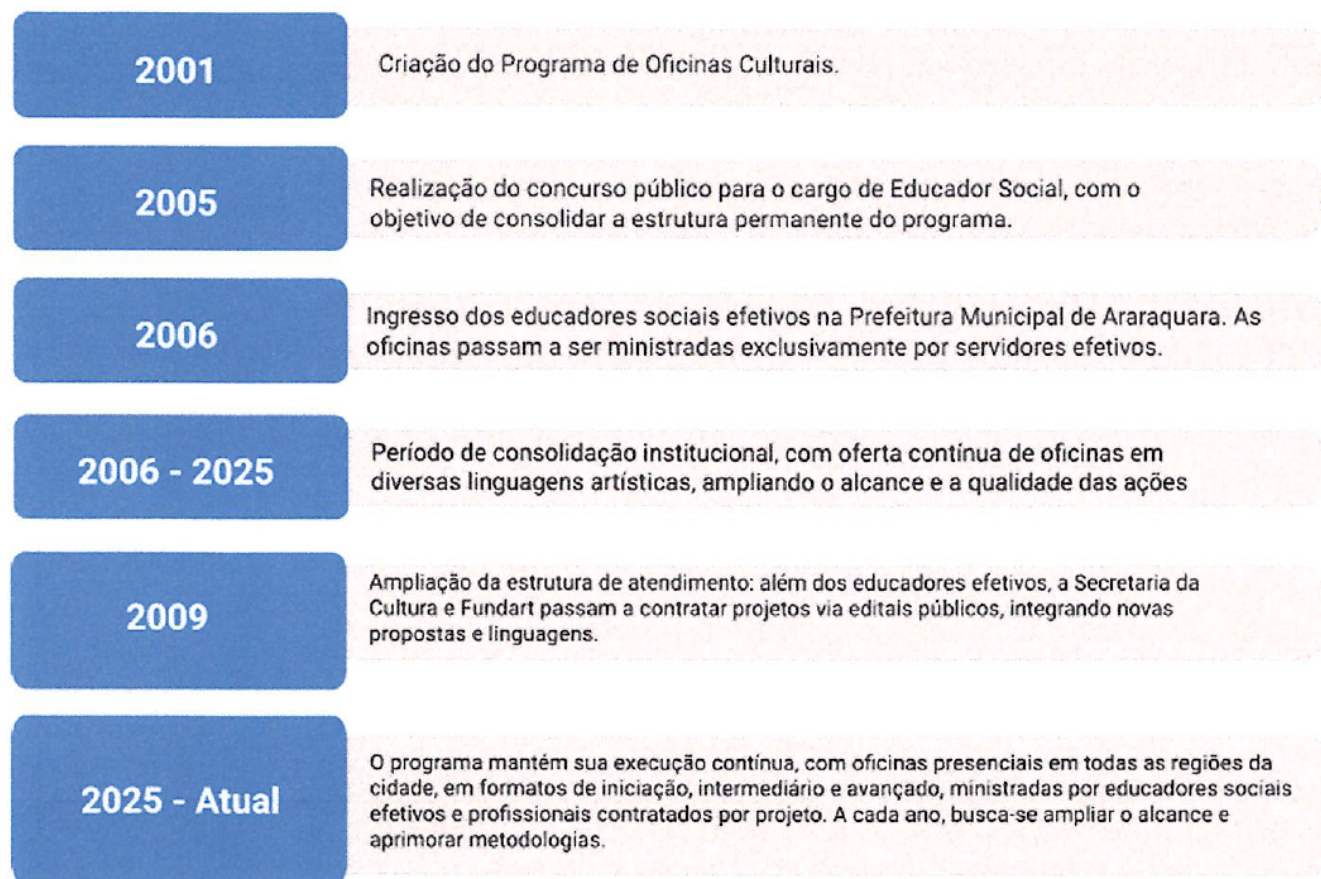 2001
Criação do Programa de Oficinas Culturais.
2005
Realização do concurso público para o cargo de Educador Social, com o
objetivo de consolidar a estrutura permanente do programa.
2006
Ingresso dos educadores sociais efetivos na Prefeitura Municipal de Araraquara. As
oficinas passam a ser ministradas exclusivamente por servidores efetivos.
2006 - 2025
Período de consolidação institucional, com oferta contínua de oficinas em
diversas linguagens artísticas, ampliando o alcance e a qualidade das ações
2009
Ampliação da estrutura de atendimento: além dos educadores efetivos, a Secretaria da
Cultura e Fundart passam a contratar projetos via editais públicos, integrando novas
propostas e linguagens.
2025 - Atual
O programa mantém sua execução contínua, com oficinas presenciais em todas as regiões da
cidade, em formatos de iniciação, intermediário e avançado, ministradas por educadores sociais
efetivos e profissionais contratados por projeto. A cada ano, busca-se ampliar o alcance e
aprimorar metodologias.